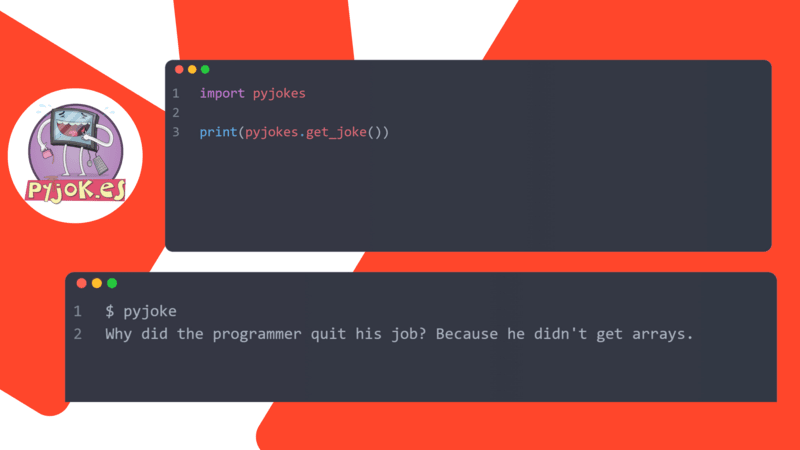 PYJOK.ES
1 import pyjokes
2
3 print(pyjokes.get_joke())
1 $ pyjoke
2 Why did the programmer quit his job? Because he didn't get arrays.